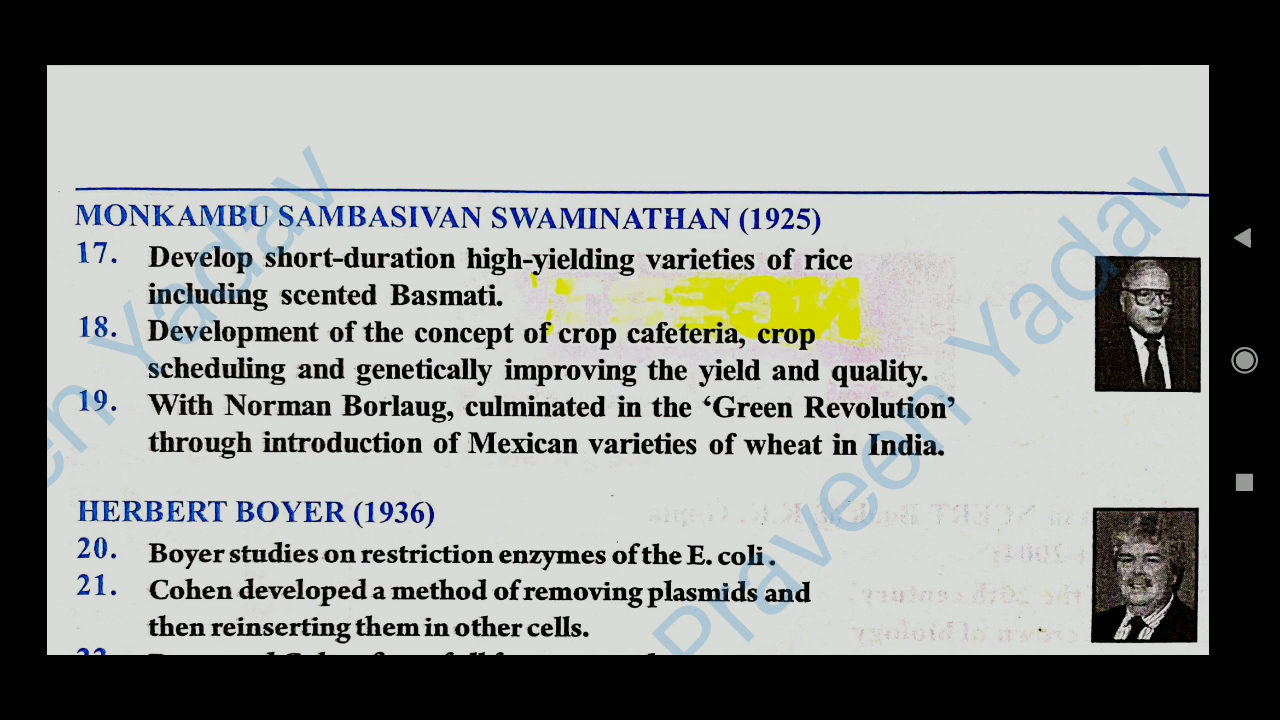 MONKAMBU SAMBASIVAN SWAMINATHAN (1925)
17. Develop short-duration high-yielding varieties of rice
including scented Basmati.
18. Development of the concept of crop cafeteria, crop
scheduling and genetically improving the yield and quality.
19. With Norman Borlaug, culminated in the ‘Green Revolution’
through introduction of Mexican varieties of wheat in India.
HERBERT BOYER (1936)
20. Boyer studies on restriction enzymes of the E. coli.
21. Cohen developed a method of removing plasmids and
then reinserting them in other cells.
Praveen Yadav